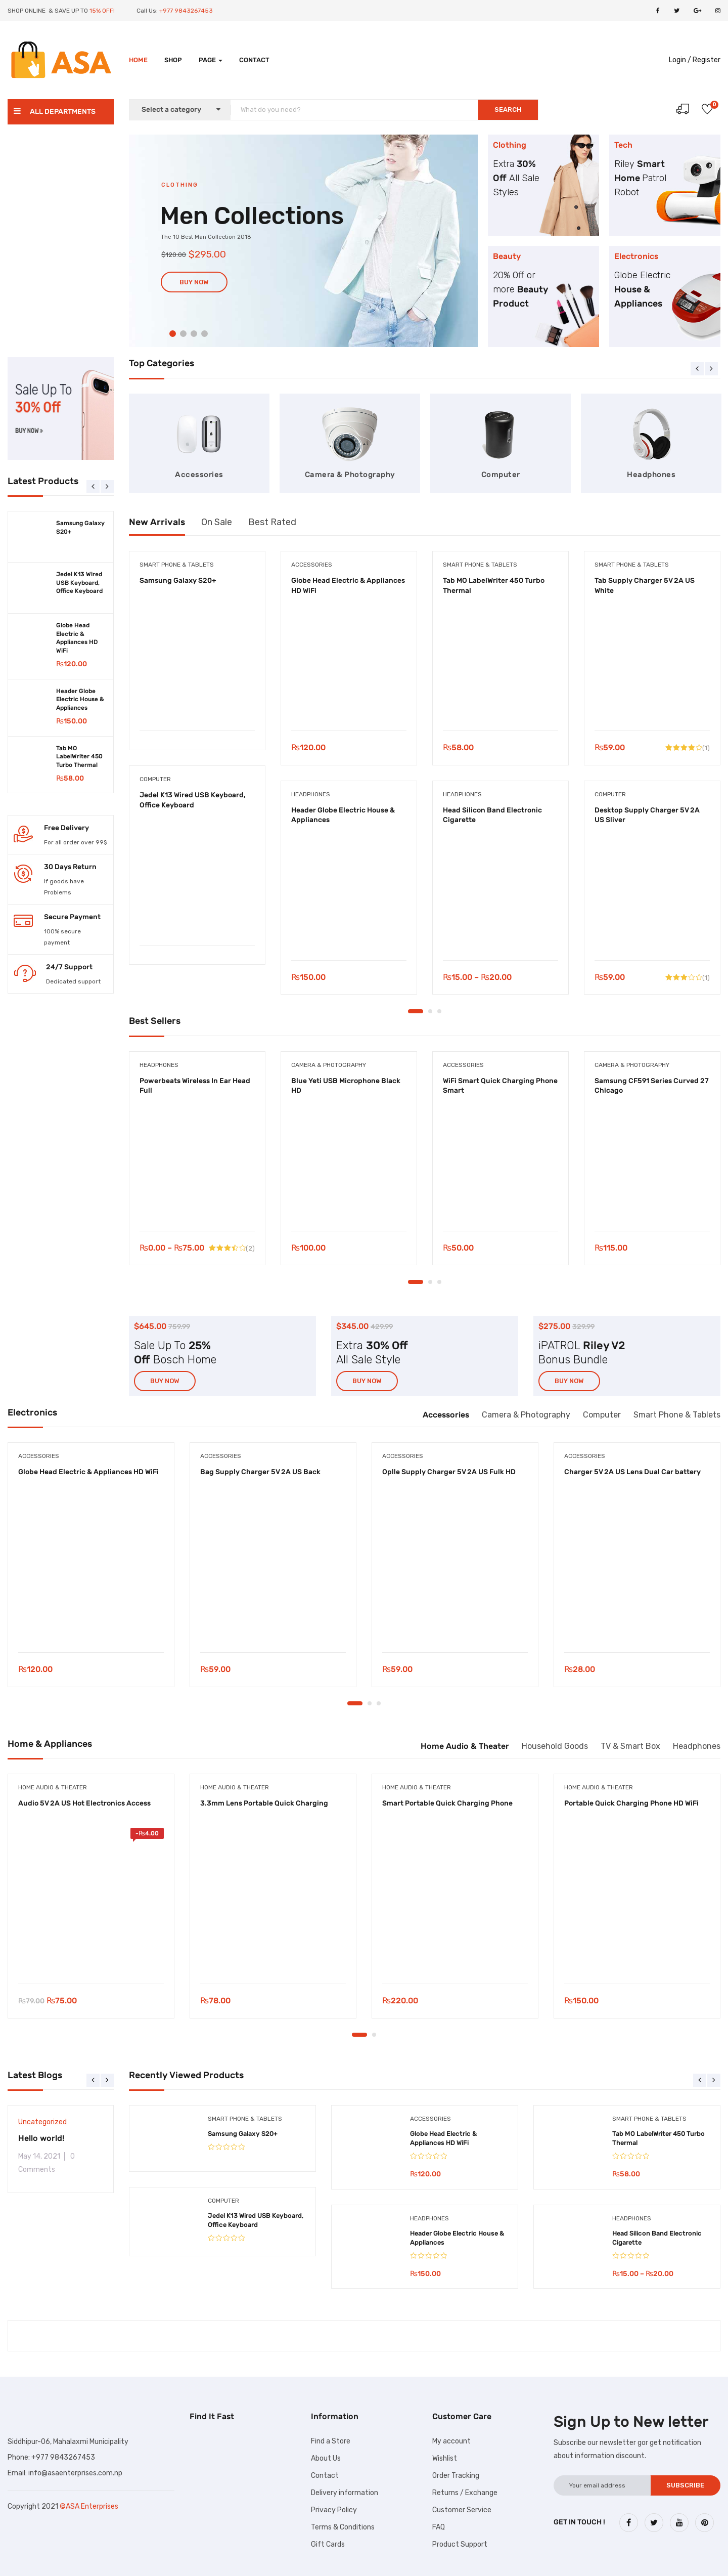 SHOP ONLINE & SAVE UP TO 15% OFF!
Call Us: +977 9843267453
ASA
HOME
SHOP
PAGE
CONTACT
Login / Register
ALL DEPARTMENTS
Select a category
What do you need?
SEARCH
0
CLOTHING
Men Collections
The 10 Best Man Collection 2018
$120.00 $295.00
BUY NOW
Clothing
Extra 30%
Off All Sale
Styles
Tech
Riley Smart
Home Patrol
Robot
Beauty
20% Off or
more Beauty
Product
Electronics
Globe Electric
House &
Appliances
Sale Up To
30% Off
BUY NOW »
Top Categories
Accessories
Camera & Photography
Computer
Headphones
Latest Products
Samsung Galaxy
S20+
Jedel K13 Wired
USB Keyboard,
Office Keyboard
Globe Head
Electric &
Appliances HD
WiFi
₨120.00
Header Globe
Electric House &
Appliances
₨150.00
Tab MO
LabelWriter 450
Turbo Thermal
₨58.00
Free Delivery
For all order over 99$
30 Days Return
If goods have
Problems
Secure Payment
100% secure
payment
24/7 Support
Dedicated support
New Arrivals
On Sale
Best Rated
SMART PHONE & TABLETS
Samsung Galaxy S20+
ACCESSORIES
Globe Head Electric & Appliances
HD WiFi
₨120.00
SMART PHONE & TABLETS
Tab MO LabelWriter 450 Turbo
Thermal
₨58.00
SMART PHONE & TABLETS
Tab Supply Charger 5V 2A US
White
₨59.00
(1)
COMPUTER
Jedel K13 Wired USB Keyboard,
Office Keyboard
HEADPHONES
Header Globe Electric House &
Appliances
₨150.00
HEADPHONES
Head Silicon Band Electronic
Cigarette
₨15.00 – ₨20.00
COMPUTER
Desktop Supply Charger 5V 2A
US Sliver
₨59.00
(1)
Best Sellers
HEADPHONES
Powerbeats Wireless In Ear Head
Full
₨0.00 – ₨75.00
(2)
CAMERA & PHOTOGRAPHY
Blue Yeti USB Microphone Black
HD
₨100.00
ACCESSORIES
WiFi Smart Quick Charging Phone
Smart
₨50.00
CAMERA & PHOTOGRAPHY
Samsung CF591 Series Curved 27
Chicago
₨115.00
$645.00 759.99
Sale Up To 25%
Off Bosch Home
BUY NOW
$345.00 429.99
Extra 30% Off
All Sale Style
BUY NOW
$275.00 329.99
iPATROL Riley V2
Bonus Bundle
BUY NOW
Electronics
Accessories
Camera & Photography
Computer
Smart Phone & Tablets
ACCESSORIES
Globe Head Electric & Appliances HD WiFi
₨120.00
ACCESSORIES
Bag Supply Charger 5V 2A US Back
₨59.00
ACCESSORIES
Oplle Supply Charger 5V 2A US Fulk HD
₨59.00
ACCESSORIES
Charger 5V 2A US Lens Dual Car battery
₨28.00
Home & Appliances
Home Audio & Theater
Household Goods
TV & Smart Box
Headphones
HOME AUDIO & THEATER
Audio 5V 2A US Hot Electronics Access
-₨4.00
₨79.00 ₨75.00
HOME AUDIO & THEATER
3.3mm Lens Portable Quick Charging
₨78.00
HOME AUDIO & THEATER
Smart Portable Quick Charging Phone
₨220.00
HOME AUDIO & THEATER
Portable Quick Charging Phone HD WiFi
₨150.00
Latest Blogs
Uncategorized
Hello world!
May 14, 2021 | 0
Comments
Recently Viewed Products
SMART PHONE & TABLETS
Samsung Galaxy S20+
ACCESSORIES
Globe Head Electric &
Appliances HD WiFi
₨120.00
SMART PHONE & TABLETS
Tab MO LabelWriter 450 Turbo
Thermal
₨58.00
COMPUTER
Jedel K13 Wired USB Keyboard,
Office Keyboard
HEADPHONES
Header Globe Electric House &
Appliances
₨150.00
HEADPHONES
Head Silicon Band Electronic
Cigarette
₨15.00 – ₨20.00
Siddhipur-06, Mahalaxmi Municipality
Phone: +977 9843267453
Email: info@asaenterprises.com.np
Copyright 2021 ©ASA Enterprises
Find It Fast
Information
Find a Store
About Us
Contact
Delivery information
Privacy Policy
Terms & Conditions
Gift Cards
Customer Care
My account
Wishlist
Order Tracking
Returns / Exchange
Customer Service
FAQ
Product Support
Sign Up to New letter
Subscribe our newsletter gor get notification
about information discount.
Your email address
SUBSCRIBE
GET IN TOUCH !